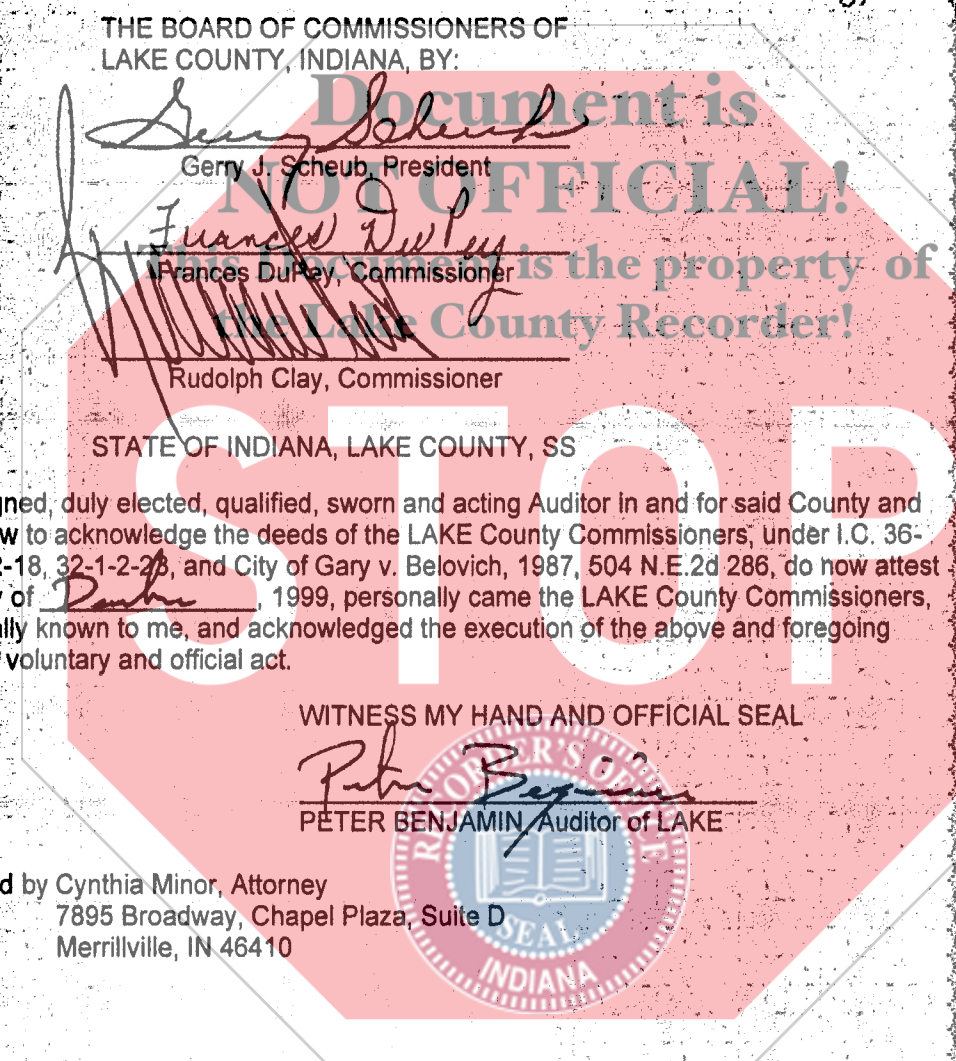 THE BOARD OF COMMISSIONERS OF
LAKE COUNTY, INDIANA, BY:
Document is
Gerry Scheub
Gerry J. Scheub, President
NOT OFFICIAL!
Frances DuPey
This Document is the property of
Frances DuPey, Commissioner
the Lake County Recorder!
Rudolph Clay, Commissioner
STOP
STATE OF INDIANA, LAKE COUNTY, SS
gned, duly elected, qualified, sworn and acting Auditor in and for said County and
w to acknowledge the deeds of the LAKE County Commissioners, under I.C. 36-
2-18, 32-1-2-23, and City of Gary v. Belovich, 1987, 504 N.E.2d 286, do now attest
y of , 1999, personally came the LAKE County Commissioners,
lly known to me, and acknowledged the execution of the above and foregoing
voluntary and official act.
WITNESS MY HAND AND OFFICIAL SEAL
Peter Benjamin
PETER BENJAMIN, Auditor of LAKE
RECORDER'S OFFICE
SEAL
INDIANA
d by Cynthia Minor, Attorney
7895 Broadway, Chapel Plaza, Suite D
Merrillville, IN 46410